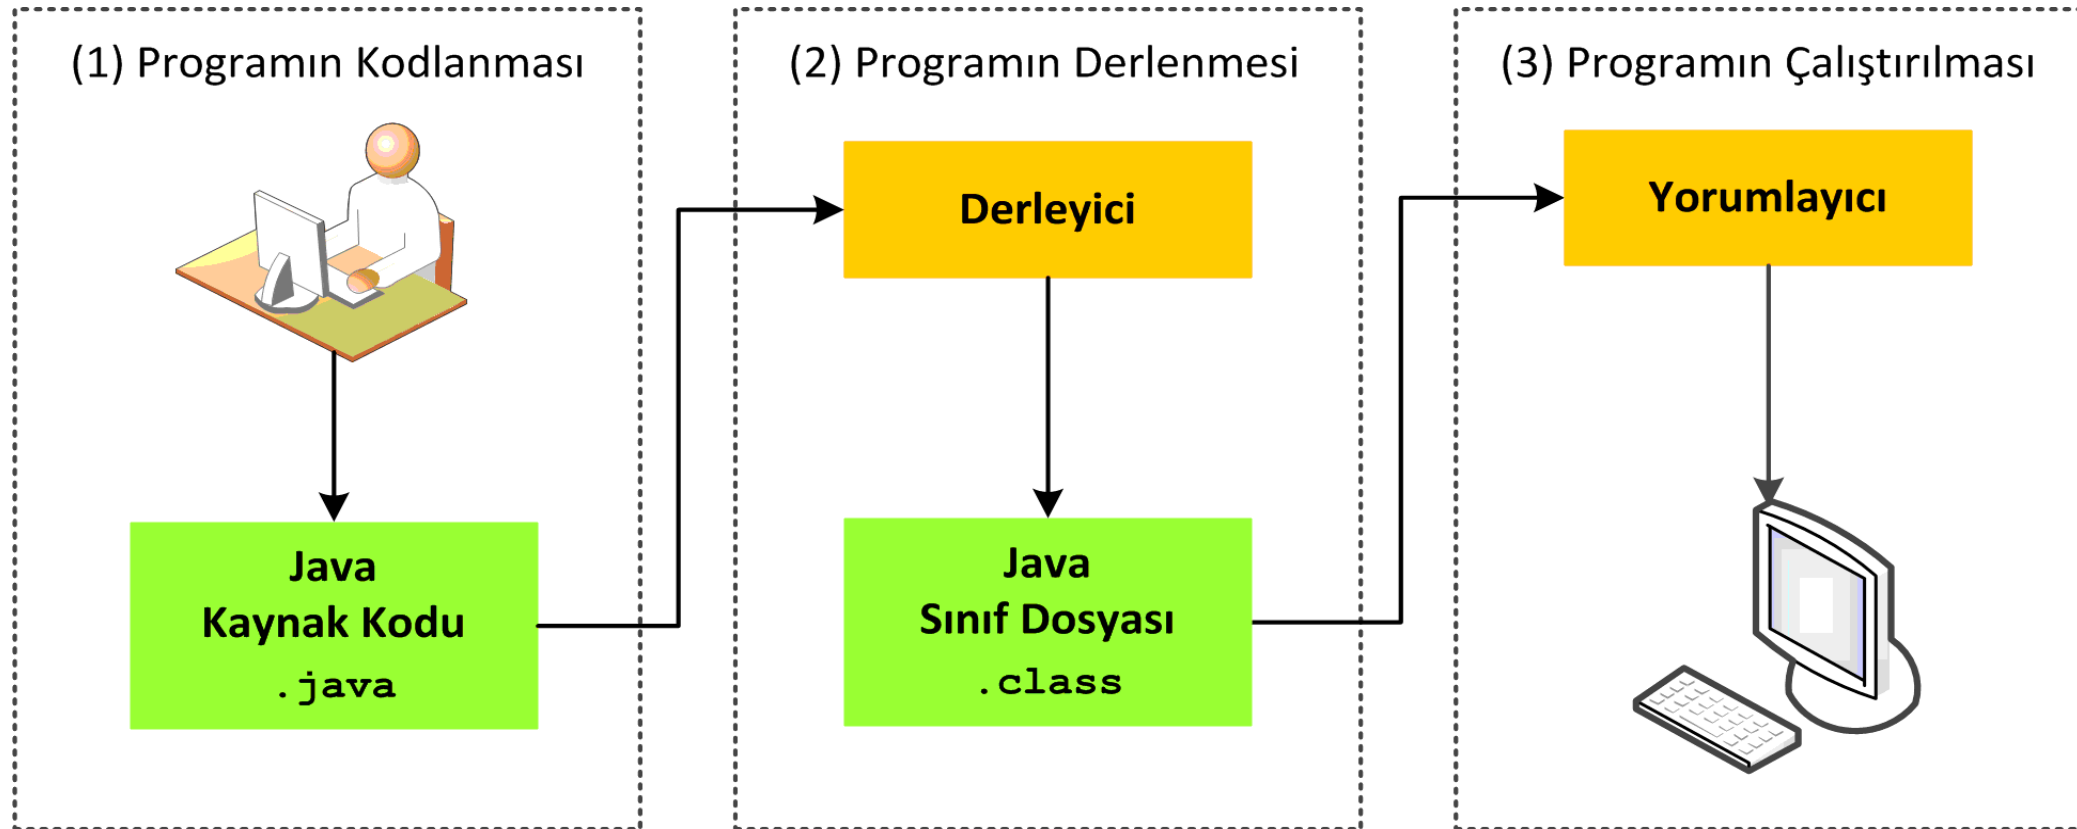 (1) Programın Kodlanması
Java
Kaynak Kodu
.java
(2) Programın Derlenmesi
Derleyici
Java
Sınıf Dosyası
.class
(3) Programın Çalıştırılması
Yorumlayıcı